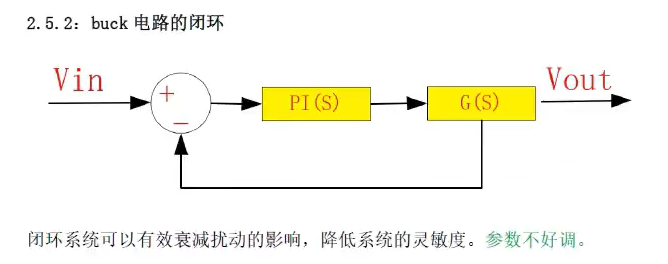 2.5.2：buck 电路的闭环
Vin
Vout
+
PI(S)
G(S)
−
闭环系统可以有效衰减扰动的影响，降低系统的灵敏度。参数不好调。